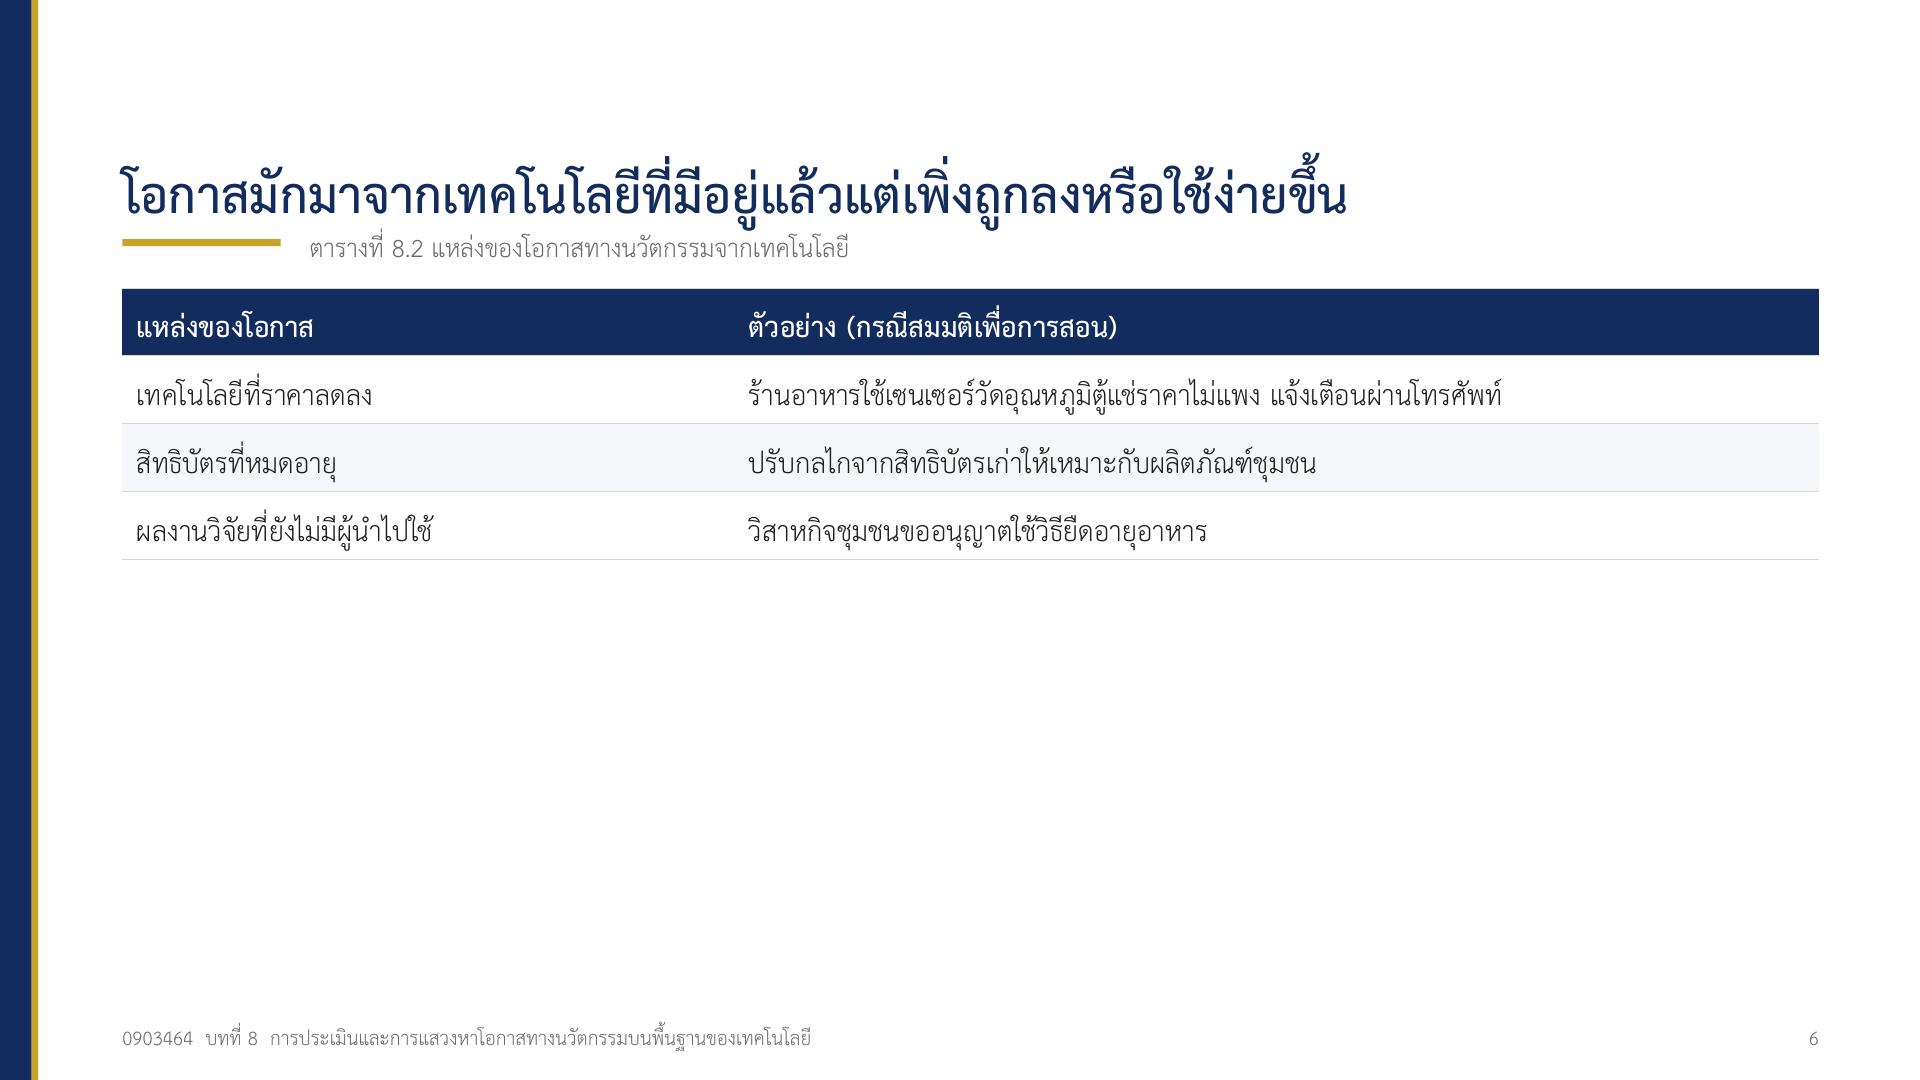 โอกาสมักมาจากเทคโนโลยีที่มีอยู่แล้วแต่เพิ่งถูกลงหรือใช้ง่ายขึ้น
ตารางที่ 8.2 แหล่งของโอกาสทางนวัตกรรมจากเทคโนโลยี
แหล่งของโอกาส ตัวอย่าง (กรณีสมมติเพื่อการสอน)
เทคโนโลยีที่ราคาลดลง ร้านอาหารใช้เซนเซอร์วัดอุณหภูมิตู้แช่ราคาไม่แพง แจ้งเตือนผ่านโทรศัพท์
สิทธิบัตรที่หมดอายุ ปรับกลไกจากสิทธิบัตรเก่าให้เหมาะกับผลิตภัณฑ์ชุมชน
ผลงานวิจัยที่ยังไม่มีผู้นำไปใช้ วิสาหกิจชุมชนขออนุญาตใช้วิธียืดอายุอาหาร
0903464 บทที่ 8 การประเมินและการแสวงหาโอกาสทางนวัตกรรมบนพื้นฐานของเทคโนโลยี 6